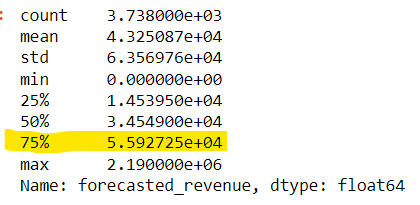 : count 3.738000e+03
mean 4.325087e+04
std 6.356976e+04
min 0.000000e+00
25% 1.453950e+04
50% 3.454900e+04
75% 5.592725e+04
max 2.190000e+06
Name: forecasted_revenue, dtype: float64